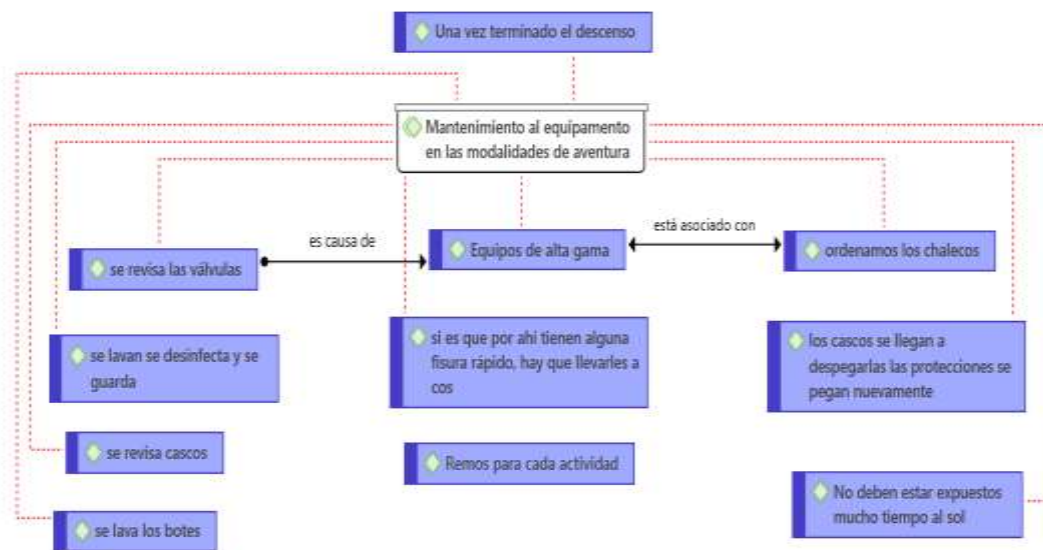 Una vez terminado el descenso
Mantenimiento al equipamento
en las modalidades de aventura
es causa de
está asociado con
se revisa las válvulas
Equipos de alta gama
ordenamos los chalecos
se lavan se desinfecta y se
guarda
si es que por ahi tienen alguna
fisura rápido, hay que llevarles a
cos
los cascos se llegan a
despegarlas las protecciones se
pegan nuevamente
se revisa cascos
Remos para cada actividad
No deben estar expuestos
mucho tiempo al sol
se lava los botes